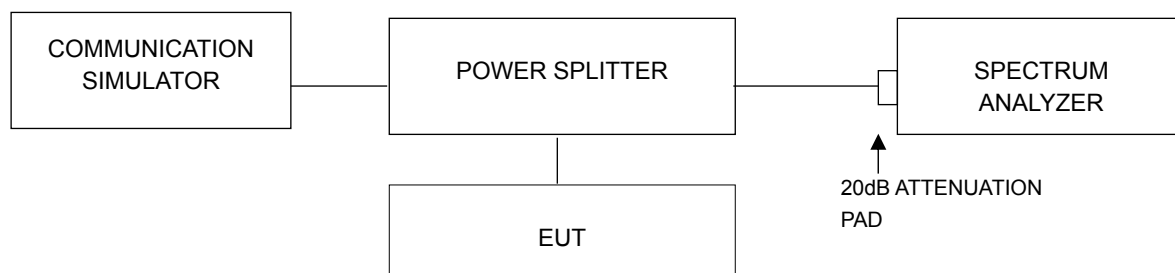 COMMUNICATION
SIMULATOR
POWER SPLITTER
SPECTRUM
ANALYZER
20dB ATTENUATION
PAD
EUT